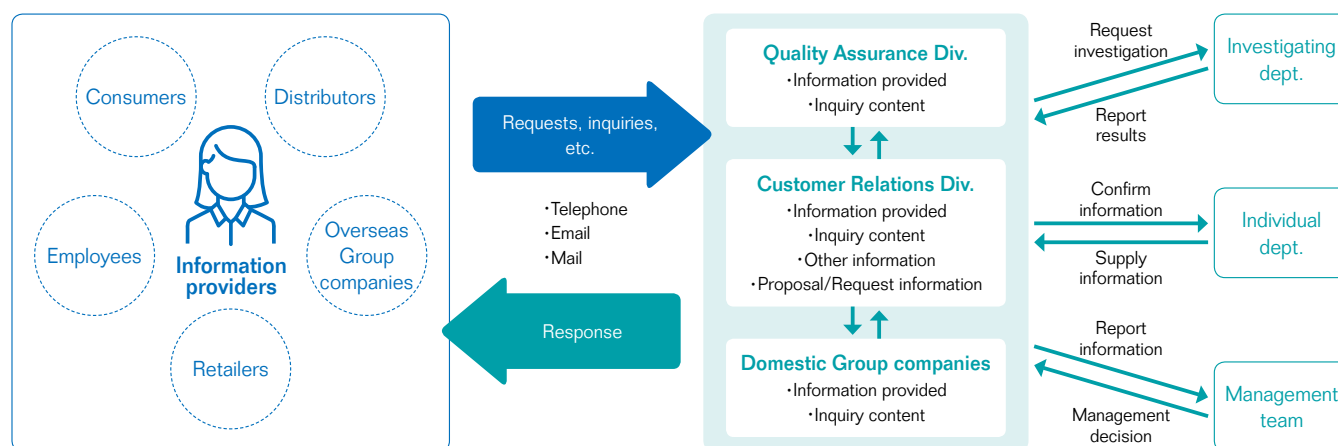 Consumers
Distributors
Employees
Information
providers
Overseas
Group
companies
Retailers
Requests, inquiries,
etc.
・Telephone
・Email
・Mail
Response
Quality Assurance Div.
・Information provided
・Inquiry content
Customer Relations Div.
・Information provided
・Inquiry content
・Other information
・Proposal/Request information
Domestic Group companies
・Information provided
・Inquiry content
Request
investigation
Report
results
Investigating
dept.
Confirm
information
Supply
information
Individual
dept.
Report
information
Management
decision
Management
team